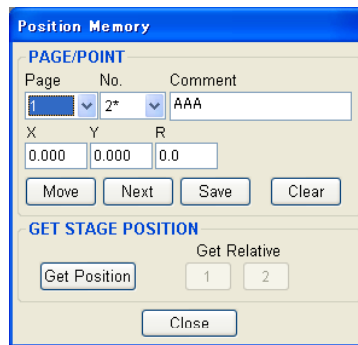 Position Memory
PAGE/POINT
Page No. Comment
1 2* AAA
X Y R
0.000 0.000 0.0
Move Next Save Clear
GET STAGE POSITION
Get Relative
Get Position 1 2
Close